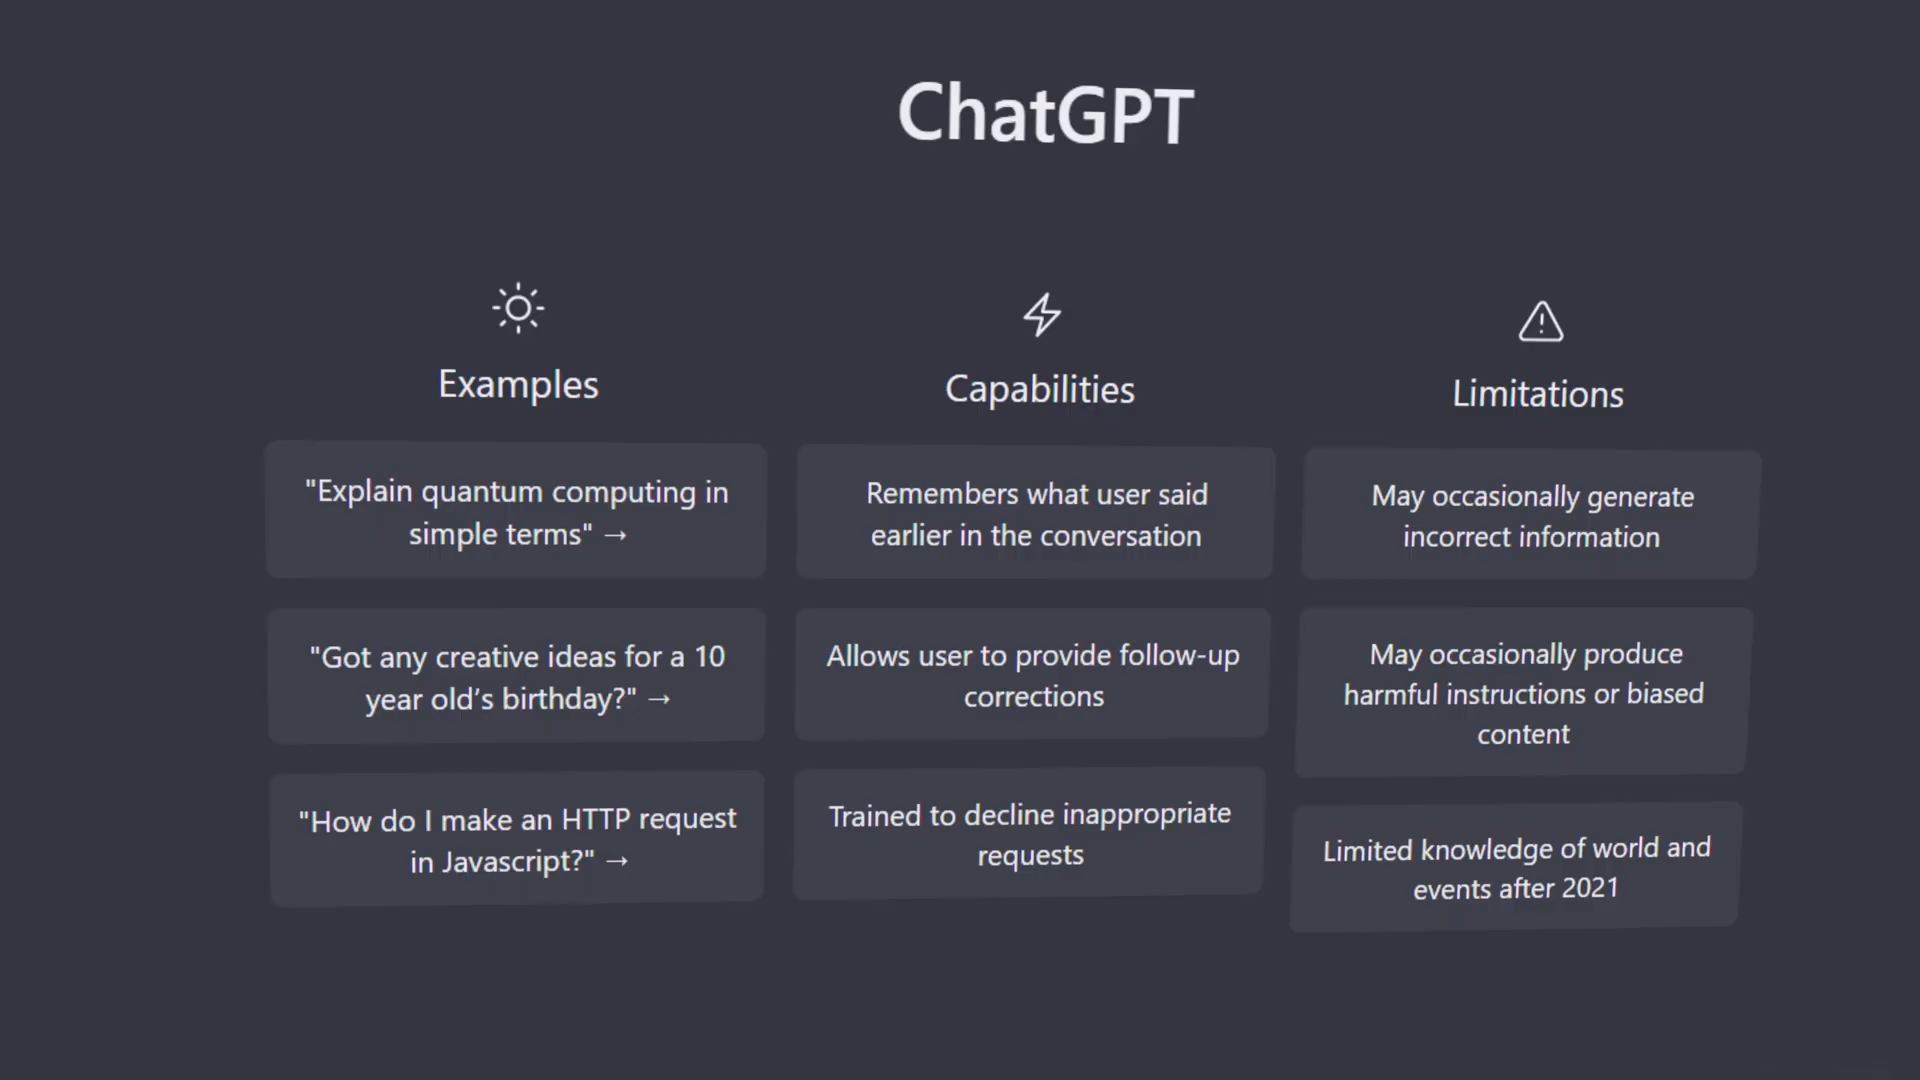 ChatGPT
Examples
"Explain quantum computing in
simple terms" →
"Got any creative ideas for a 10
year old’s birthday?" →
"How do I make an HTTP request
in Javascript?" →
Capabilities
Remembers what user said
earlier in the conversation
Allows user to provide follow-up
corrections
Trained to decline inappropriate
requests
Limitations
May occasionally generate
incorrect information
May occasionally produce
harmful instructions or biased
content
Limited knowledge of world and
events after 2021